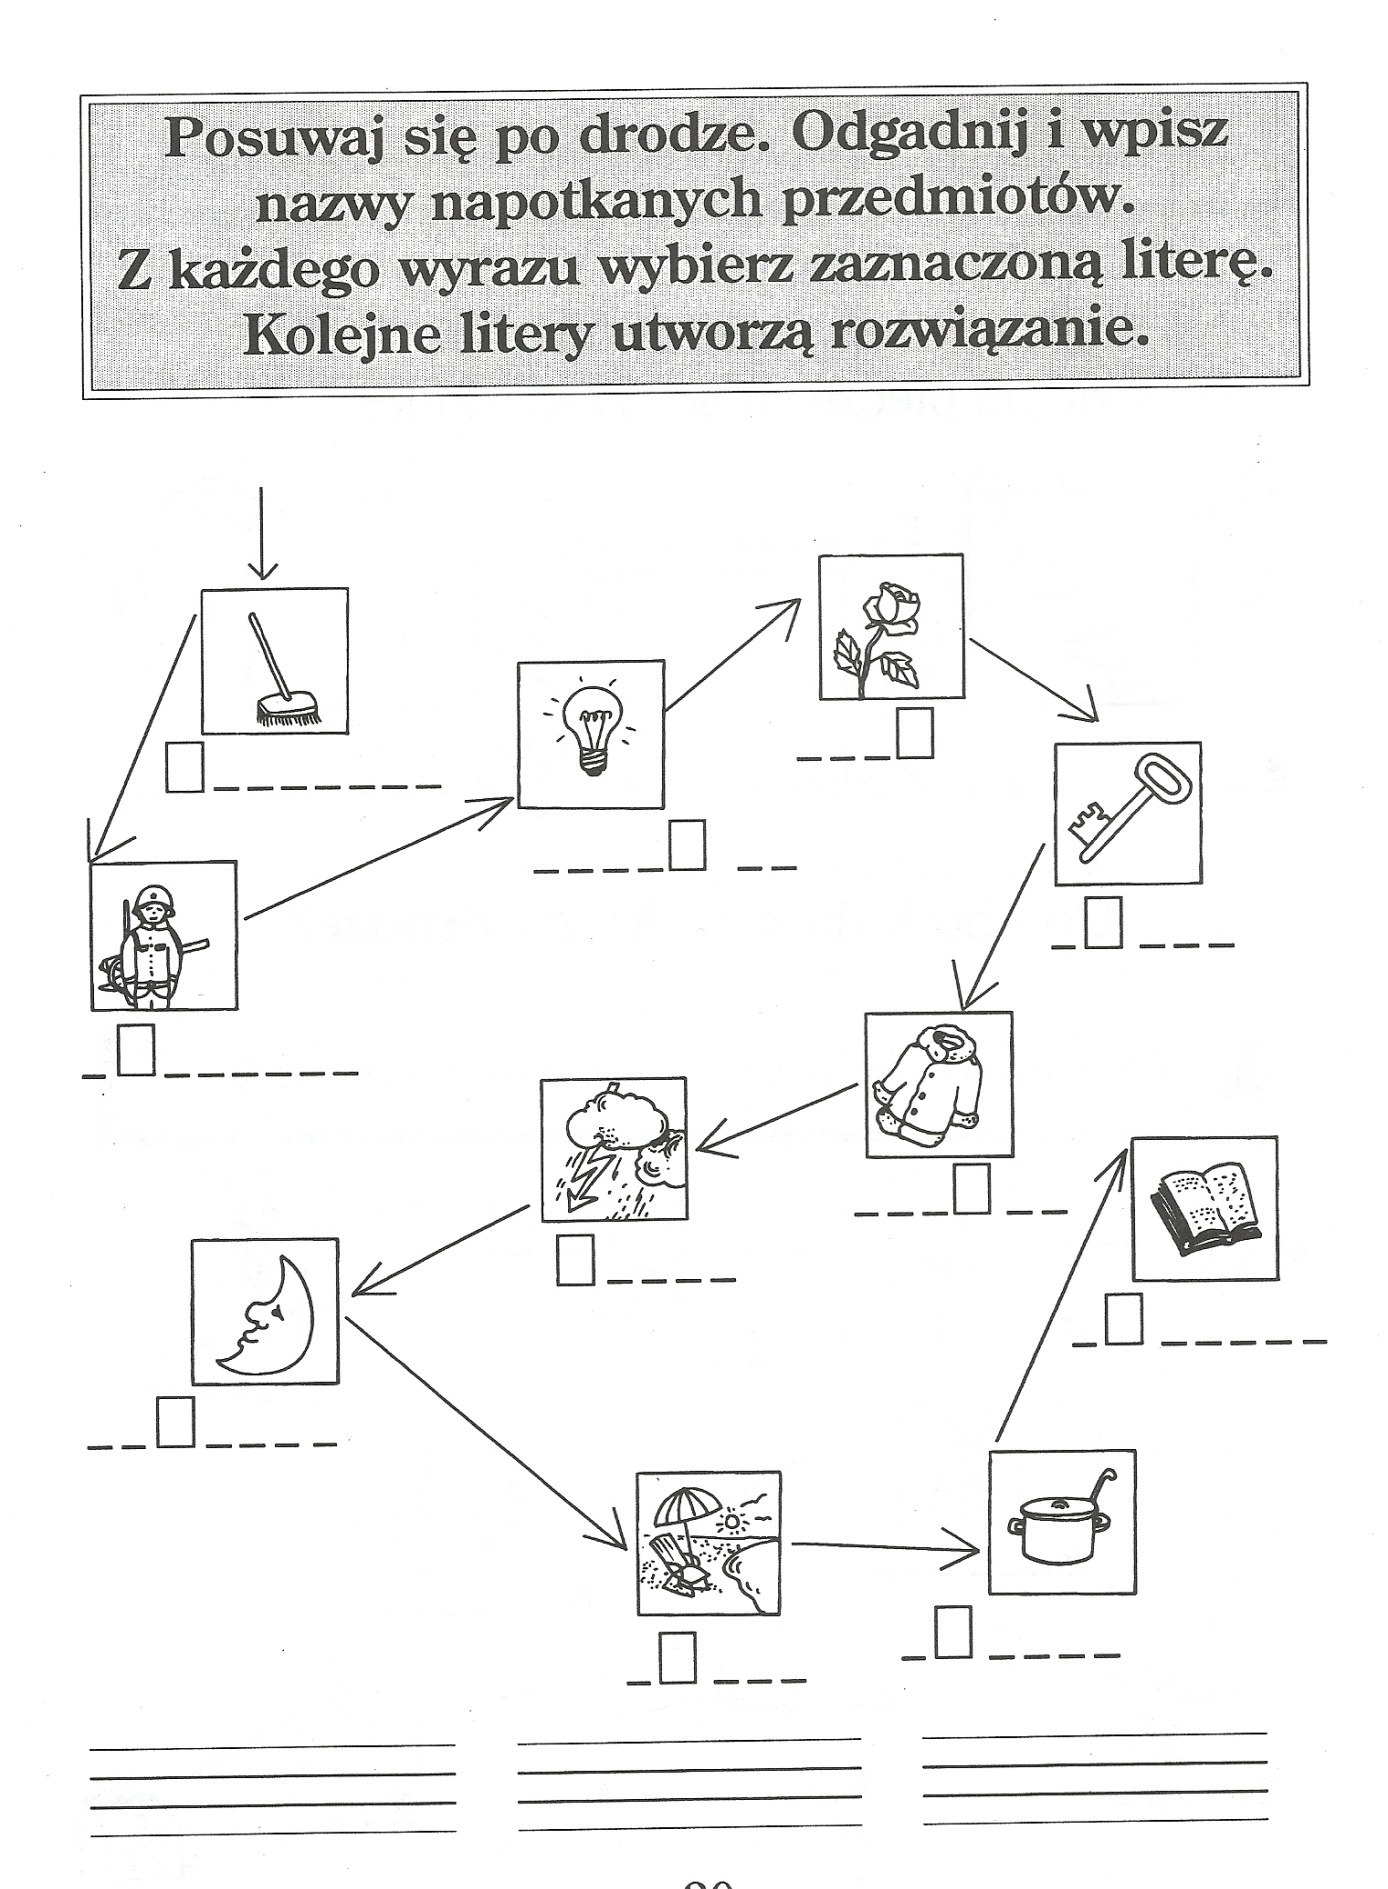 Posuwaj się po drodze. Odgadnij i wpisz
nazwy napotkanych przedmiotów.
Z każdego wyrazu wybierz zaznaczoną literę.
Kolejne litery utworzą rozwiązanie.